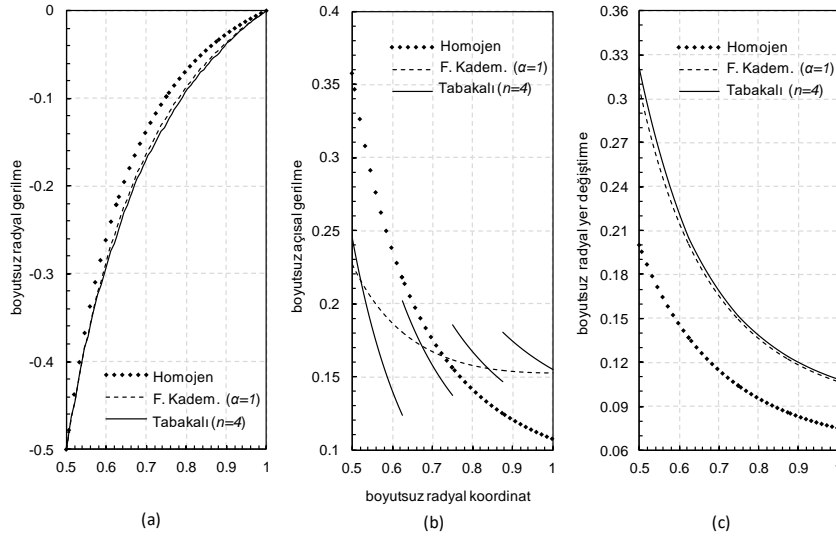 boyutsuz radyal gerilme
0
-0.1
-0.2
-0.3
-0.4
-0.5
0.5 0.6 0.7 0.8 0.9 1
Homojen
F. Kadem. (α=1)
Tabakalı (n=4)
(a)
boyutsuz açısal gerilme
0.4
0.35
0.3
0.25
0.2
0.15
0.1
0.5 0.6 0.7 0.8 0.9 1
Homojen
F. Kadem. (α=1)
Tabakalı (n=4)
boyutsuz radyal koordinat
(b)
boyutsuz radyal yer değiştirme
0.36
0.33
0.3
0.27
0.24
0.21
0.18
0.15
0.12
0.09
0.06
0.5 0.6 0.7 0.8 0.9 1
Homojen
F. Kadem. (α=1)
Tabakalı (n=4)
(c)